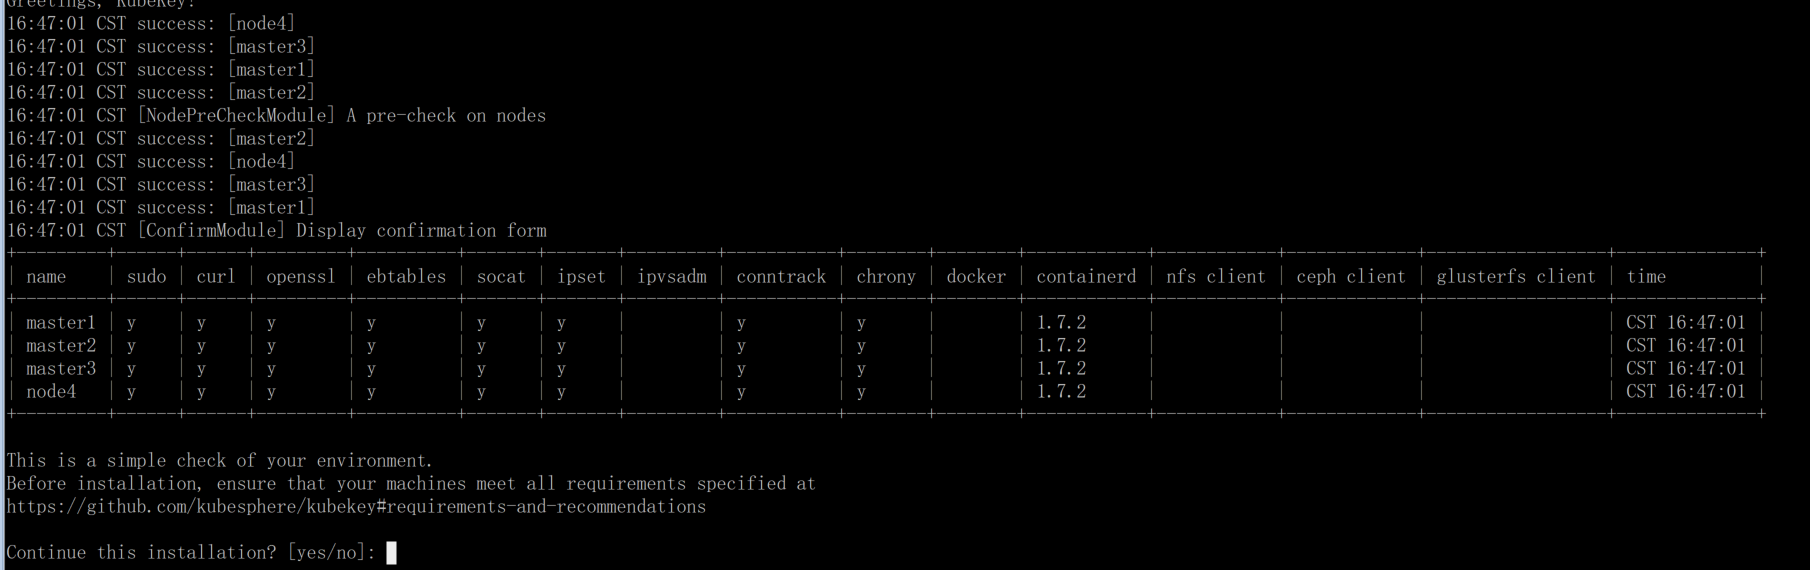 Greetings, KubeKey!
16:47:01 CST success: [node4]
16:47:01 CST success: [master3]
16:47:01 CST success: [master1]
16:47:01 CST success: [master2]
16:47:01 CST [NodePreCheckModule] A pre-check on nodes
16:47:01 CST success: [master2]
16:47:01 CST success: [node4]
16:47:01 CST success: [master3]
16:47:01 CST success: [master1]
16:47:01 CST [ConfirmModule] Display confirmation form
| name | sudo | curl | openssl | ebtables | socat | ipset | ipvsadm | conntrack | chrony | docker | containerd | nfs client | ceph client | glusterfs client | time |
| master1 | y | y | y | y | y | y | | y | y | | 1.7.2 | | | | CST 16:47:01 |
| master2 | y | y | y | y | y | y | | y | y | | 1.7.2 | | | | CST 16:47:01 |
| master3 | y | y | y | y | y | y | | y | y | | 1.7.2 | | | | CST 16:47:01 |
| node4 | y | y | y | y | y | y | | y | y | | 1.7.2 | | | | CST 16:47:01 |
This is a simple check of your environment.
Before installation, ensure that your machines meet all requirements specified at
https://github.com/kubesphere/kubekey#requirements-and-recommendations
Continue this installation? [yes/no]: